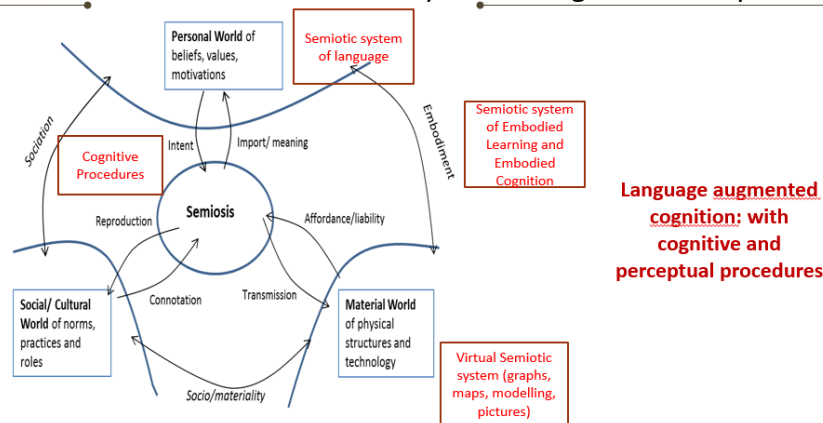 Personal World of
beliefs, values,
motivations
Semiotic system
of language
Sociation
Embodiment
Semiotic system
of Embodied
Learning and
Embodied
Cognition
Cognitive
Procedures
Intent
Import/ meaning
Language augmented
cognition: with
cognitive and
perceptual procedures
Semiosis
Reproduction
Affordance/liability
Connotation
Transmission
Social/ Cultural
World of norms,
practices and
roles
Material World
of physical
structures and
technology
Socio/materiality
Virtual Semiotic
system (graphs,
maps, modelling,
pictures)